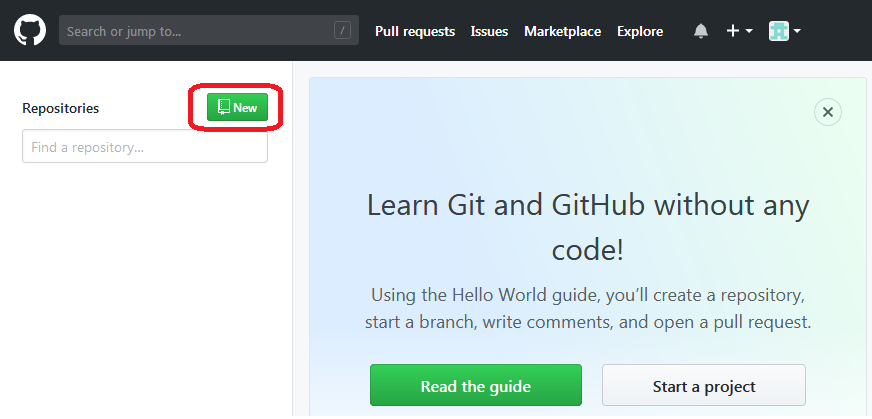 Search or jump to...
/
Pull requests
Issues
Marketplace
Explore
Repositories
New
Find a repository...
Learn Git and GitHub without any
code!
Using the Hello World guide, you’ll create a repository,
start a branch, write comments, and open a pull request.
Read the guide
Start a project